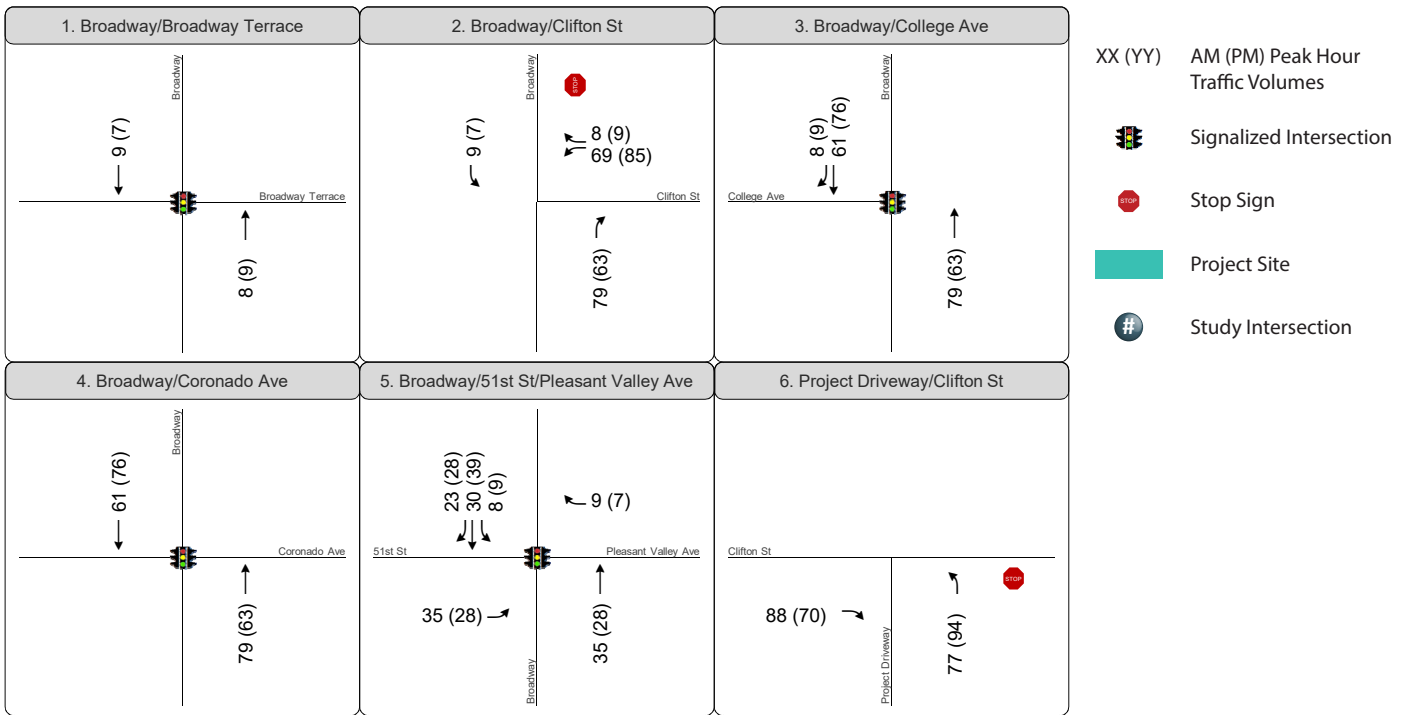 1. Broadway/Broadway Terrace
Broadway
9 (7)
Broadway Terrace
8 (9)
2. Broadway/Clifton St
Broadway
STOP
9 (7)
8 (9)
69 (85)
Clifton St
79 (63)
3. Broadway/College Ave
Broadway
8 (9)
61 (76)
College Ave
79 (63)
4. Broadway/Coronado Ave
Broadway
61 (76)
Coronado Ave
79 (63)
5. Broadway/51st St/Pleasant Valley Ave
23 (28)
30 (39)
8 (9)
9 (7)
51st St
Pleasant Valley Ave
35 (28)
35 (28)
Broadway
6. Project Driveway/Clifton St
Clifton St
STOP
88 (70)
Project Driveway
77 (94)
XX (YY)
AM (PM) Peak Hour
Traffic Volumes
Signalized Intersection
STOP
Stop Sign
Project Site
#
Study Intersection